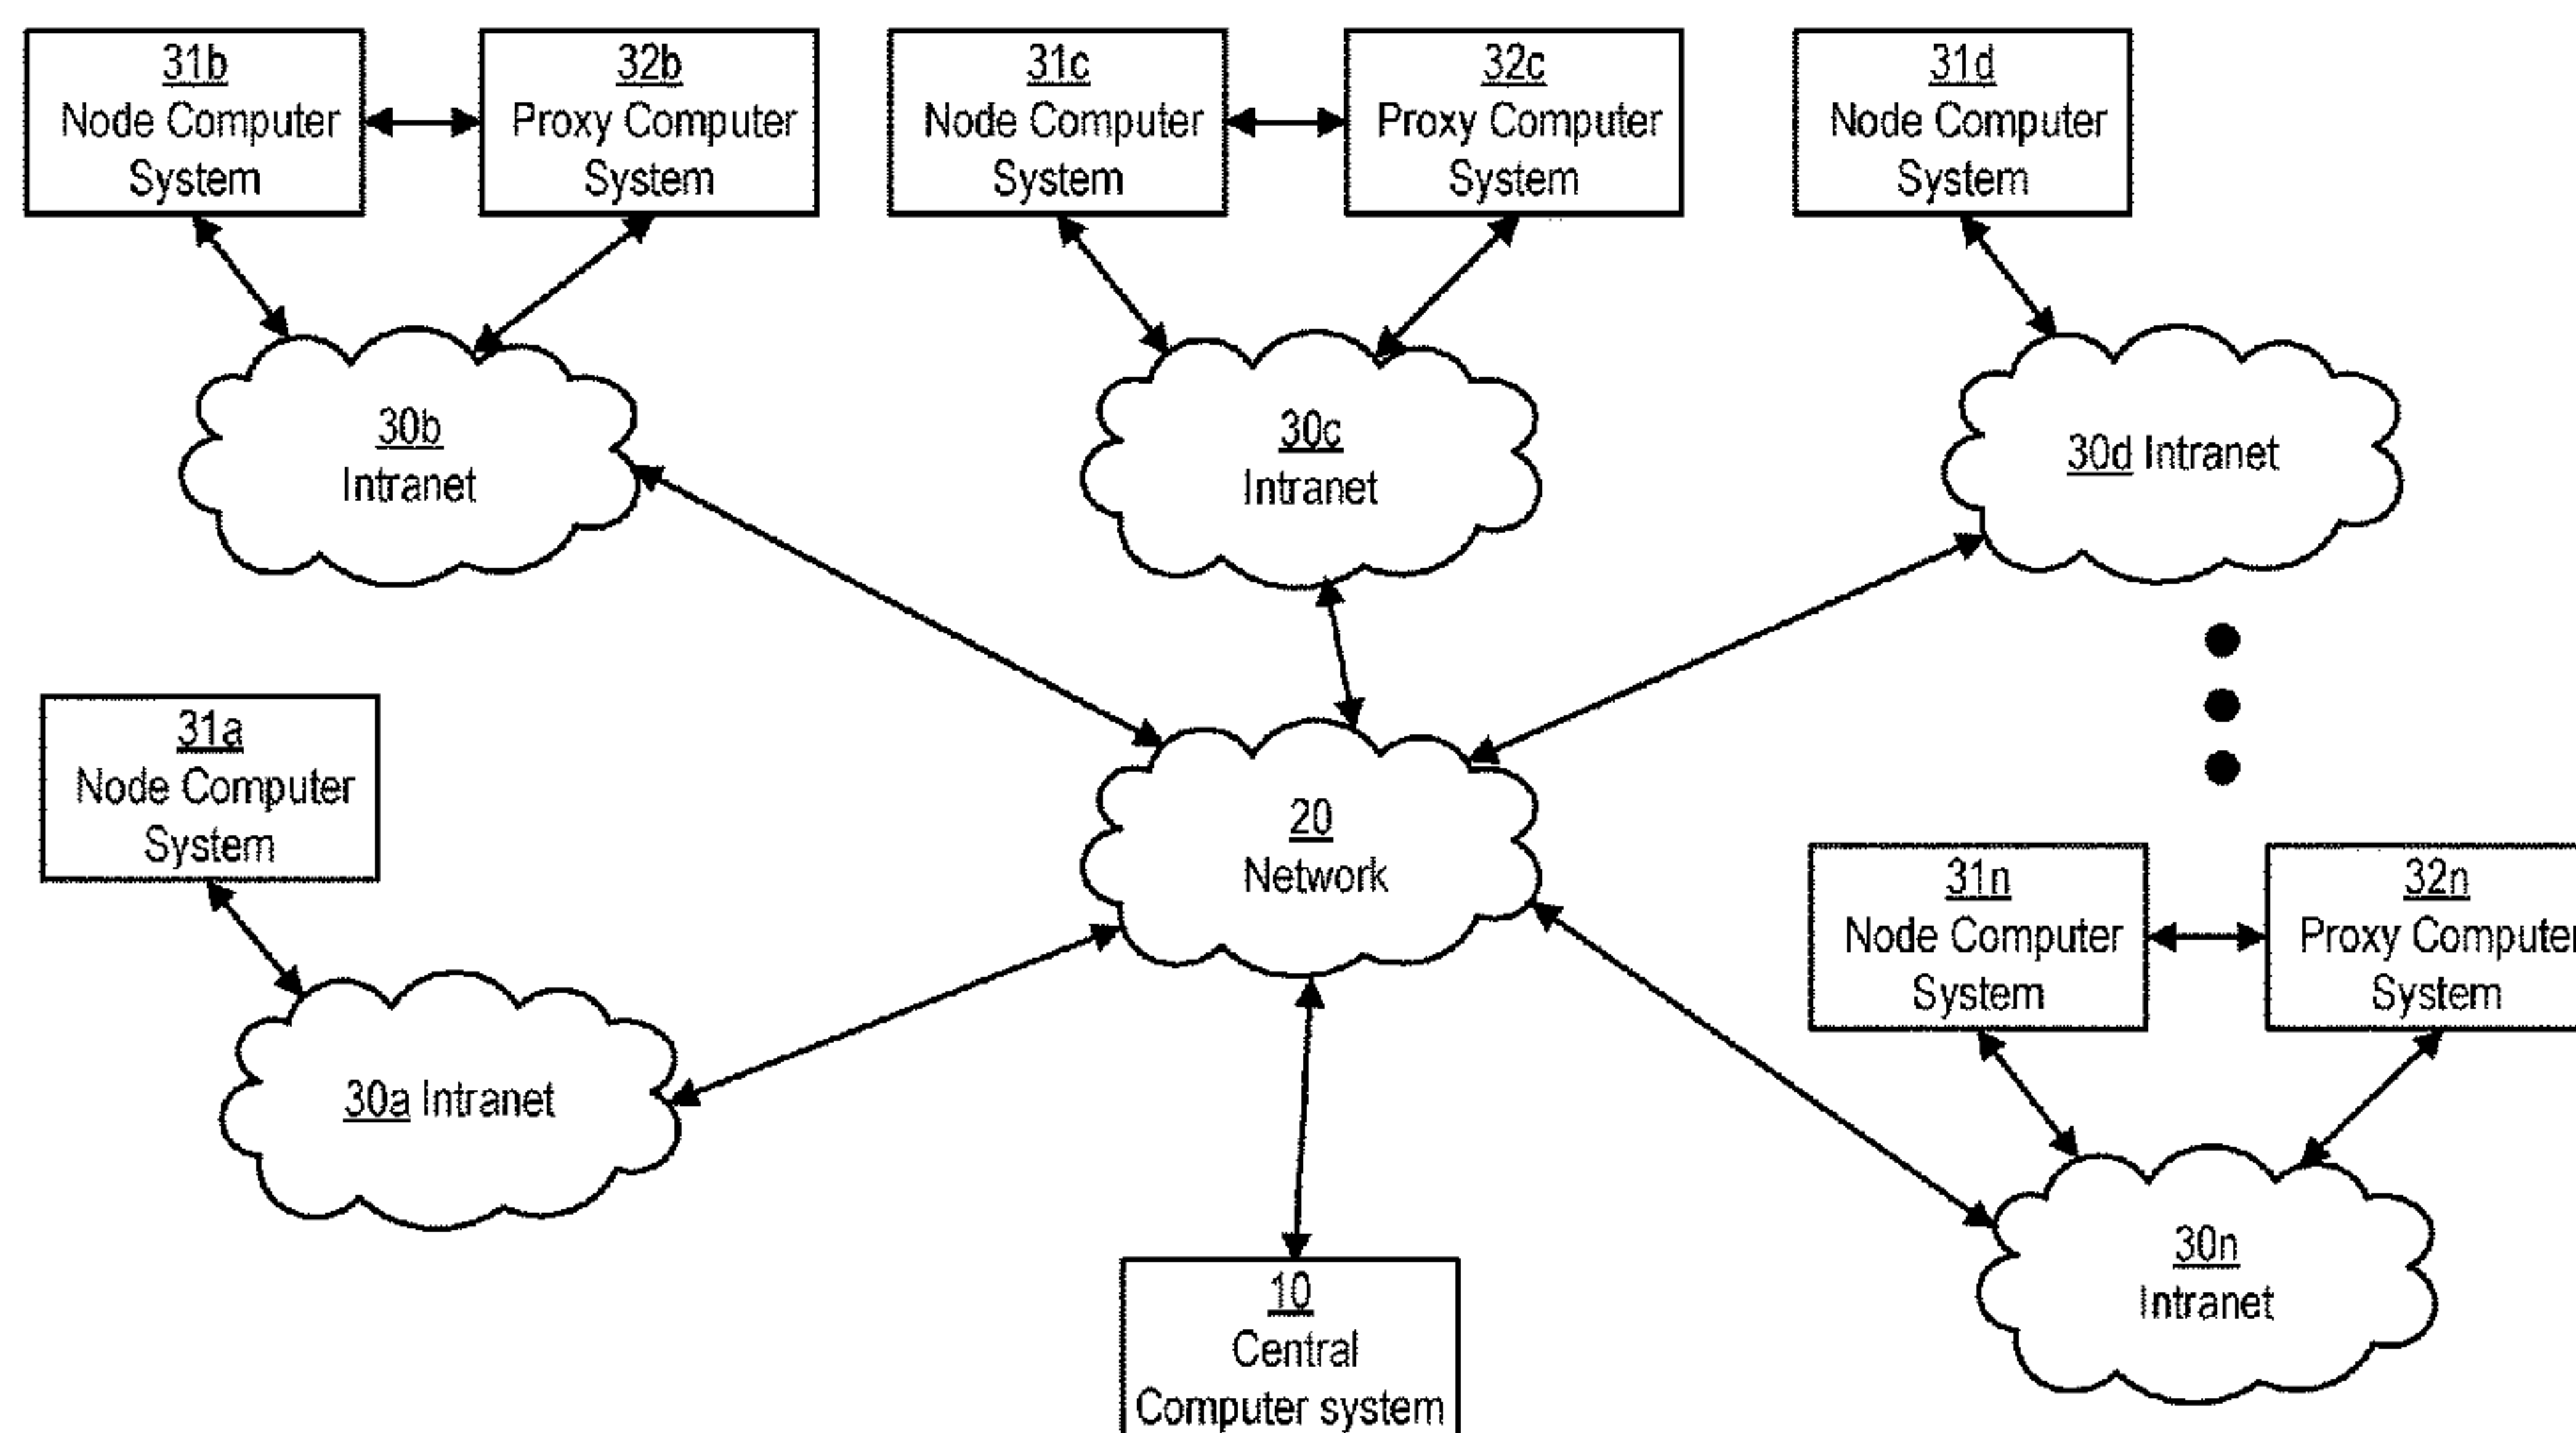 31b
Node Computer
System
32b
Proxy Computer
System
31c
Node Computer
System
32c
Proxy Computer
System
31d
Node Computer
System
30b
Intranet
30c
Intranet
30d Intranet
31a
Node Computer
System
20
Network
31n
Node Computer
System
32n
Proxy Computer
System
30a Intranet
30n
Intranet
10
Central
Computer system